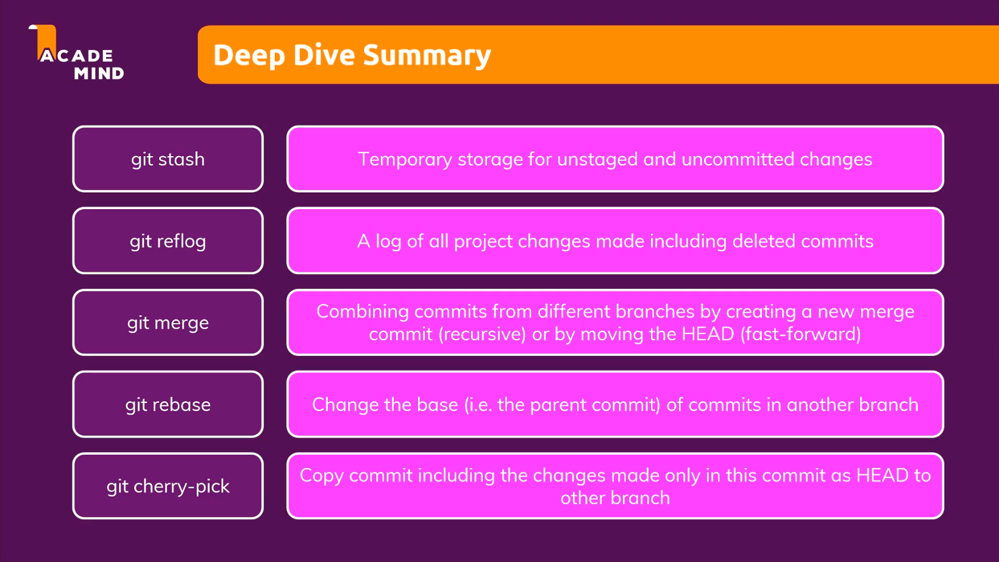 ACADE
MIND
Deep Dive Summary
git stash
Temporary storage for unstaged and uncommitted changes
git reflog
A log of all project changes made including deleted commits
git merge
Combining commits from different branches by creating a new merge
commit (recursive) or by moving the HEAD (fast-forward)
git rebase
Change the base (i.e. the parent commit) of commits in another branch
git cherry-pick
Copy commit including the changes made only in this commit as HEAD to
other branch